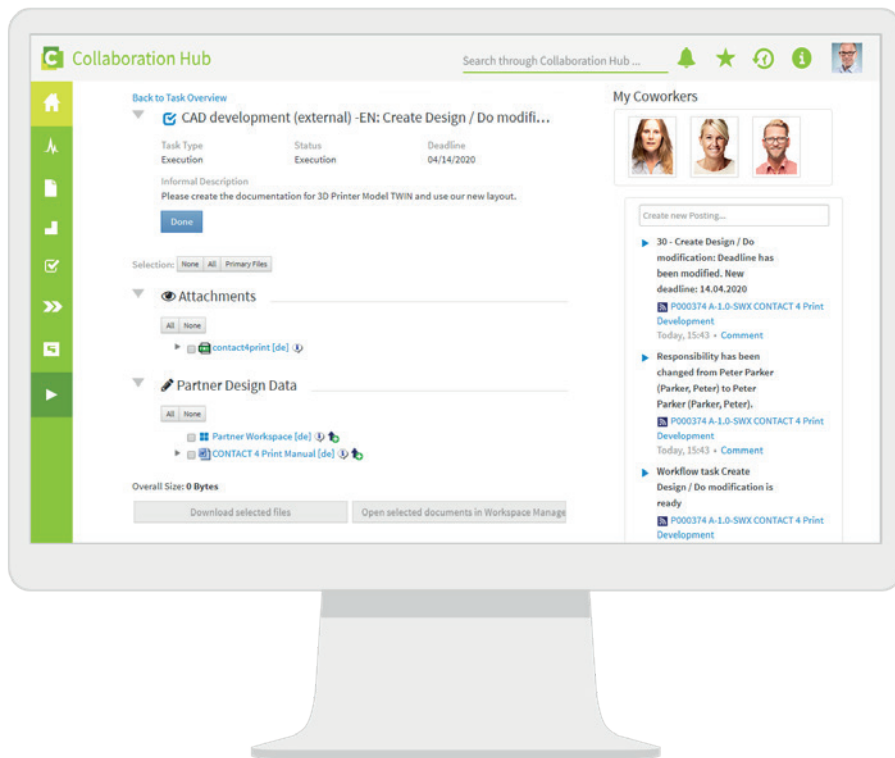 Collaboration Hub
Search through Collaboration Hub ...
Back to Task Overview
CAD development (external) -EN: Create Design / Do modifi...
Task Type
Status
Deadline
Execution
Execution
04/14/2020
Informal Description
Please create the documentation for 3D Printer Model TWIN and use our new layout.
Done
Selection: None All Primary Files
Attachments
All None
contact4print [de]
Partner Design Data
All None
Partner Workspace [de]
CONTACT 4 Print Manual [de]
Overall Size: 0 Bytes
Download selected files
Open selected documents in Workspace Manage
My Coworkers
Create new Posting...
30 - Create Design / Do
modification: Deadline has
been modified. New
deadline: 14.04.2020
P000374 A-1.0-SWX CONTACT 4 Print
Development
Today, 15:43 • Comment
Responsibility has been
changed from Peter Parker
(Parker, Peter) to Peter
Parker (Parker, Peter).
P000374 A-1.0-SWX CONTACT 4 Print
Development
Today, 15:43 • Comment
Workflow task Create
Design / Do modification is
ready
P000374 A-1.0-SWX CONTACT 4 Print
Development